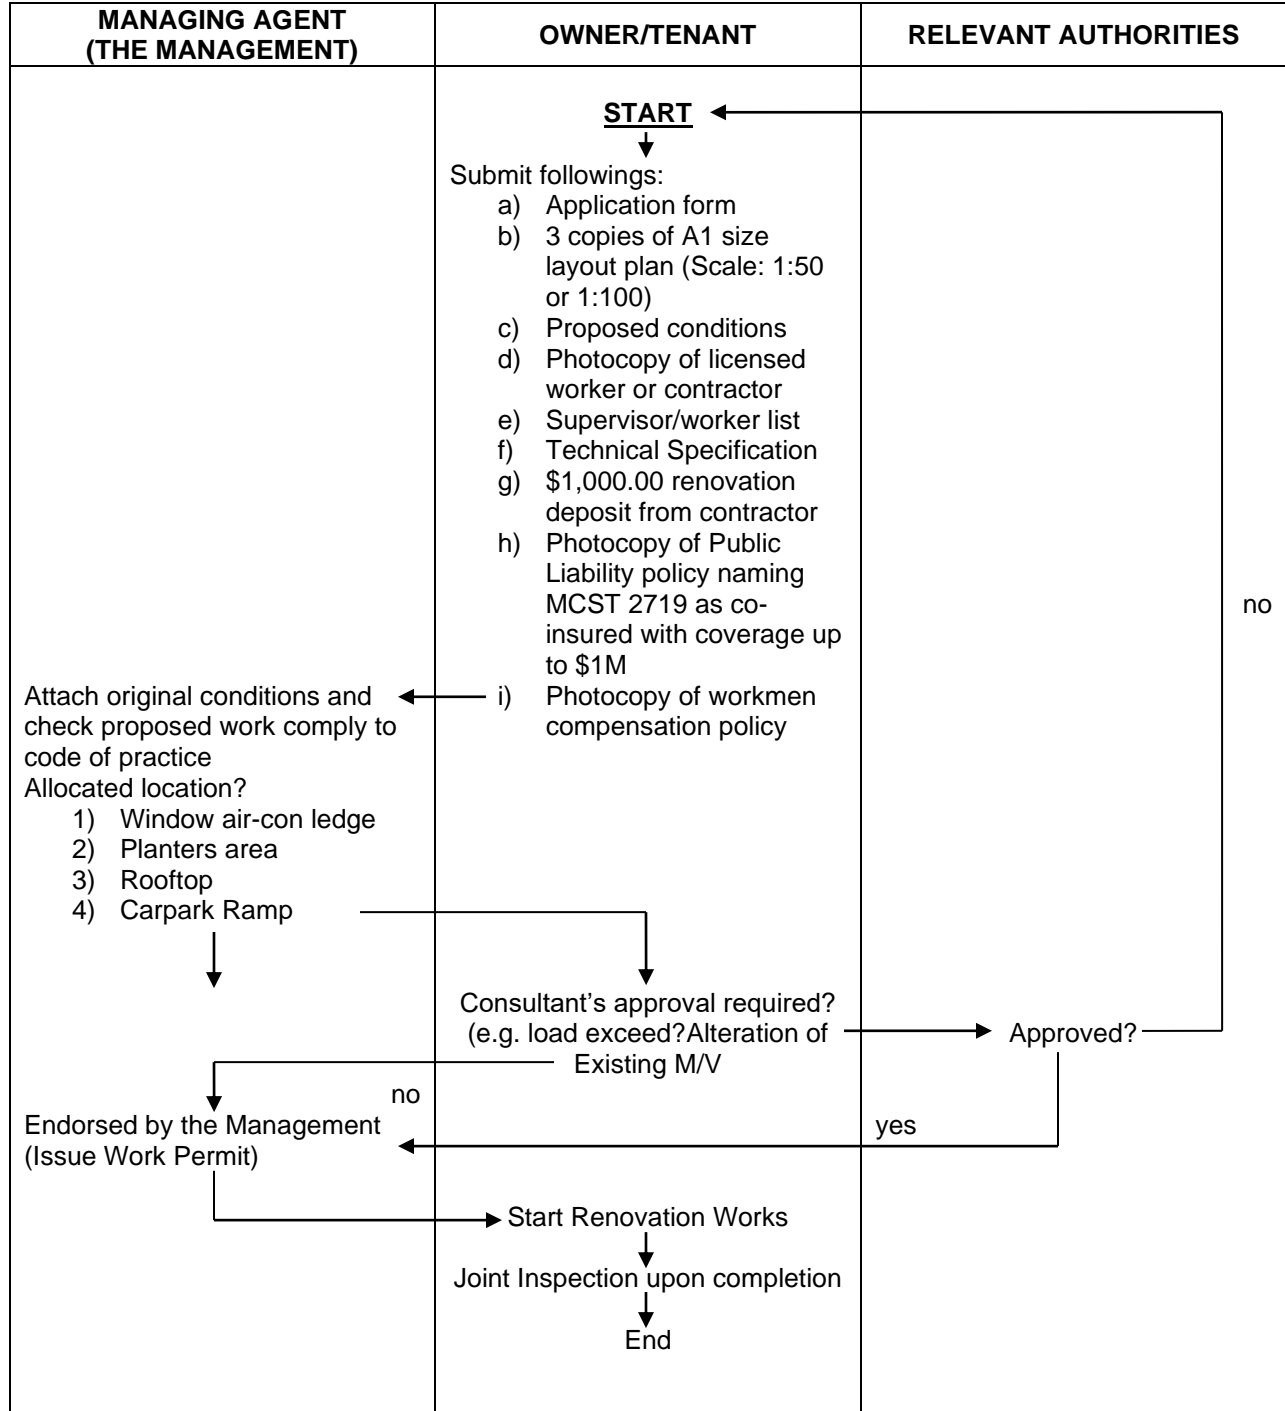 MANAGING AGENT
(THE MANAGEMENT)
OWNER/TENANT
RELEVANT AUTHORITIES
START
Submit followings:
a) Application form
b) 3 copies of A1 size
layout plan (Scale: 1:50
or 1:100)
c) Proposed conditions
d) Photocopy of licensed
worker or contractor
e) Supervisor/worker list
f) Technical Specification
g) $1,000.00 renovation
deposit from contractor
h) Photocopy of Public
Liability policy naming
MCST 2719 as co-
insured with coverage up
to $1M
i) Photocopy of workmen
compensation policy
no
Attach original conditions and
check proposed work comply to
code of practice
Allocated location?
1) Window air-con ledge
2) Planters area
3) Rooftop
4) Carpark Ramp
Consultant’s approval required?
(e.g. load exceed?Alteration of
Existing M/V
Approved?
no
yes
Endorsed by the Management
(Issue Work Permit)
Start Renovation Works
Joint Inspection upon completion
End